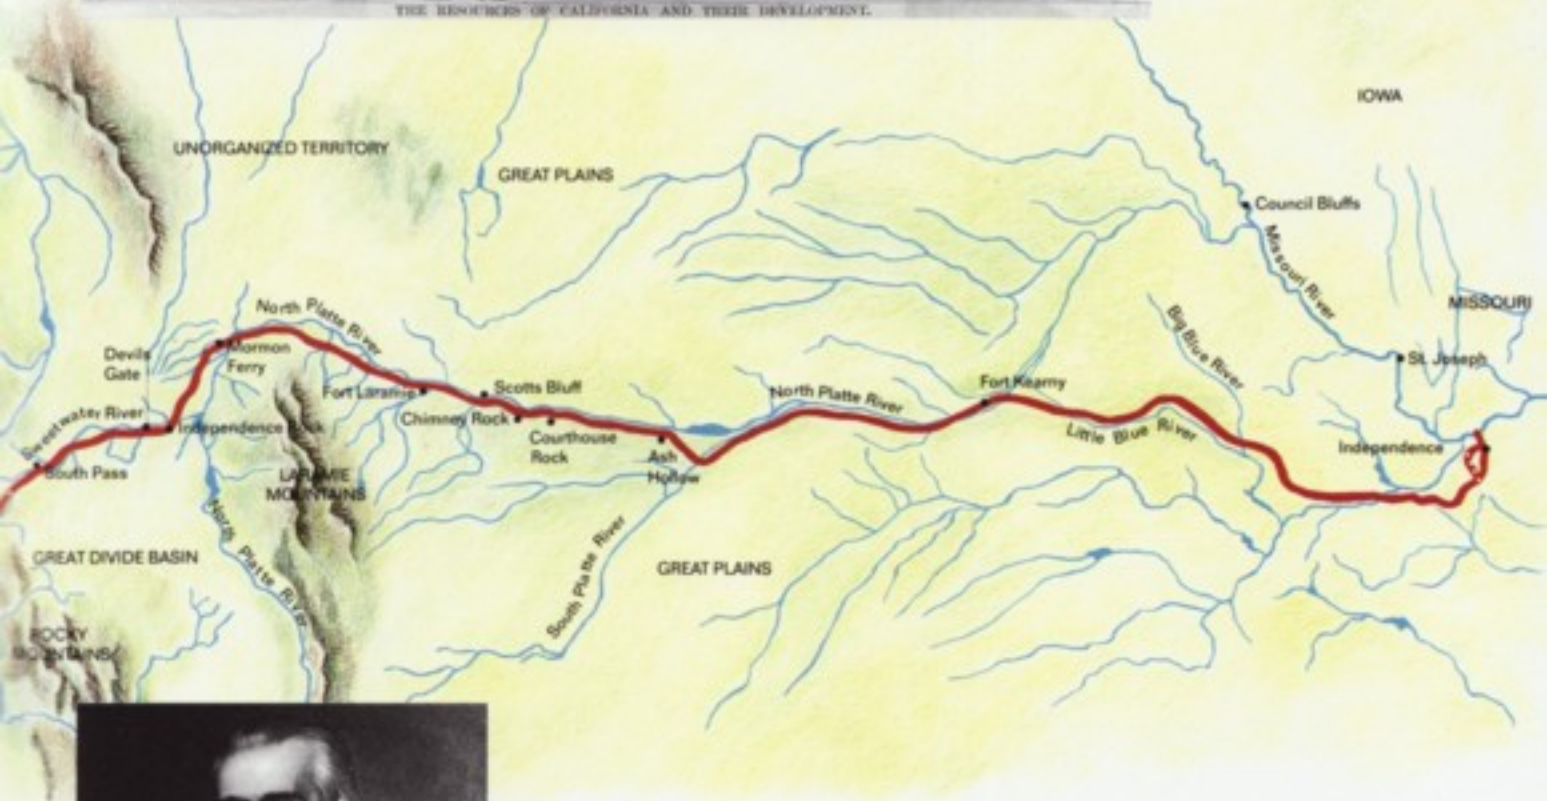 THE RESOURCES OF CALIFORNIA AND THEIR DEVELOPMENT.
IOWA
UNORGANIZED TERRITORY
GREAT PLAINS
Council Bluffs
Missouri River
MISSOURI
North Platte River
Big Blue River
Devils
Gate
Mormon
Ferry
St. Joseph
Fort Laramie
Scotts Bluff
Fort Kearny
North Platte River
Sweetwater River
Chimney Rock
Independence Rock
Courthouse
Rock
Little Blue River
Independence
Ash
Hollow
South Pass
LARAMIE
MOUNTAINS
North Platte River
South Platte River
GREAT DIVIDE BASIN
GREAT PLAINS
ROCKY
MOUNTAINS